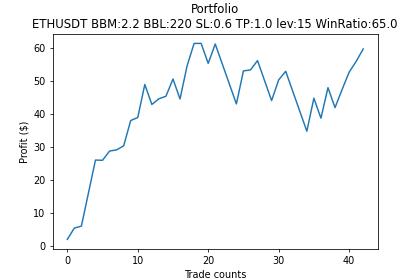 Portfolio
ETHUSDT BBM:2.2 BBL:220 SL:0.6 TP:1.0 lev:15 WinRatio:65.0
60
50
40
30
20
10
0
Profit ($)
0 10 20 30 40
Trade counts